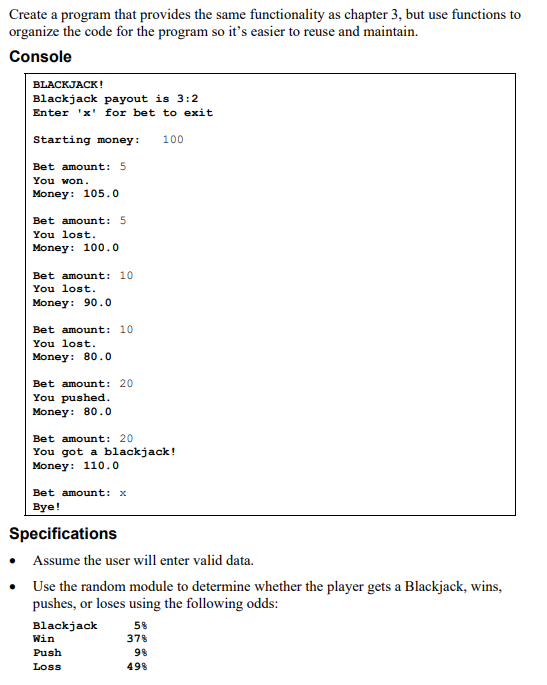 Create a program that provides the same functionality as chapter 3, but use functions to
organize the code for the program so it's easier to reuse and maintain.
Console
BLACKJACK!
Blackjack payout is 3:2
Enter 'x' for bet to exit
Starting money: 100
Bet amount: 5
You won.
Money: 105.0
Bet amount: 5
You lost.
Money: 100.0
Bet amount: 10
You lost.
Money: 90.0
Bet amount: 10
You lost.
Money: 80.0
Bet amount: 20
You pushed.
Money: 80.0
Bet amount: 20
You got a blackjack!
Money: 110.0
Bet amount: x
Bye!
Specifications
• Assume the user will enter valid data.
• Use the random module to determine whether the player gets a Blackjack, wins,
pushes, or loses using the following odds:
Blackjack 5%
Win 37%
Push 9%
Loss 49%